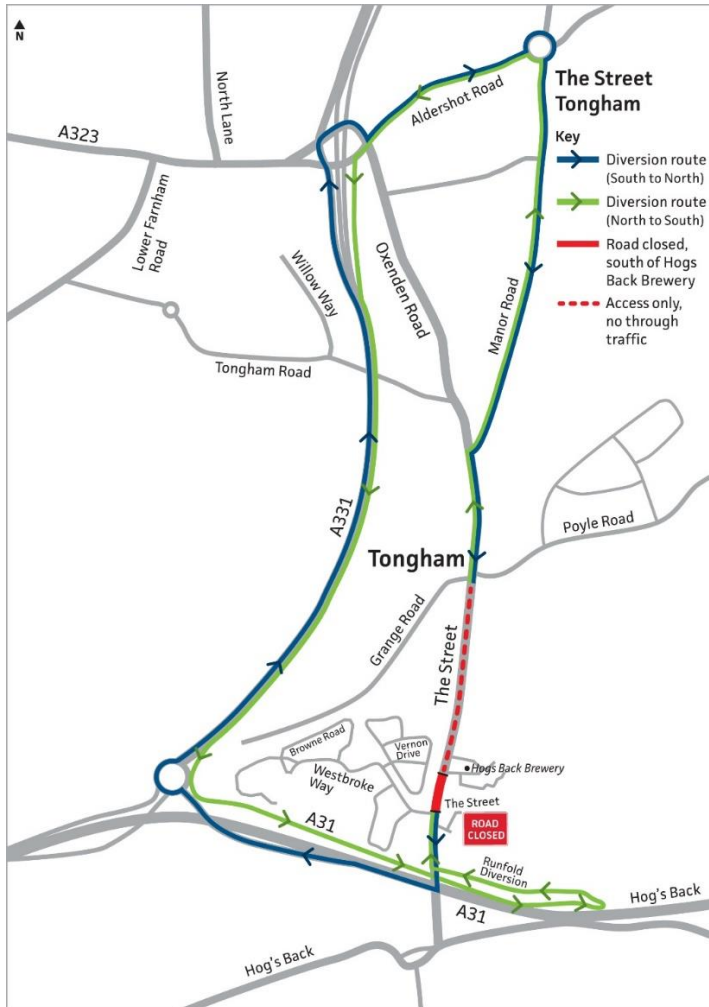 N
The Street
Tongham
Key
Diversion route
(South to North)
Diversion route
(North to South)
Road closed,
south of Hogs
Back Brewery
Access only,
no through
traffic
North Lane
A323
Aldershot Road
Lower Farnham
Road
Willow Way
Oxenden Road
Manor Road
Tongham Road
A331
Poyle Road
Tongham
Grange Road
The Street
Browne Road
Vernon
Drive
Hogs Back Brewery
Westbroke
Way
The Street
ROAD
CLOSED
A31
Runfold
Diversion
Hog's Back
A31
Hog's Back